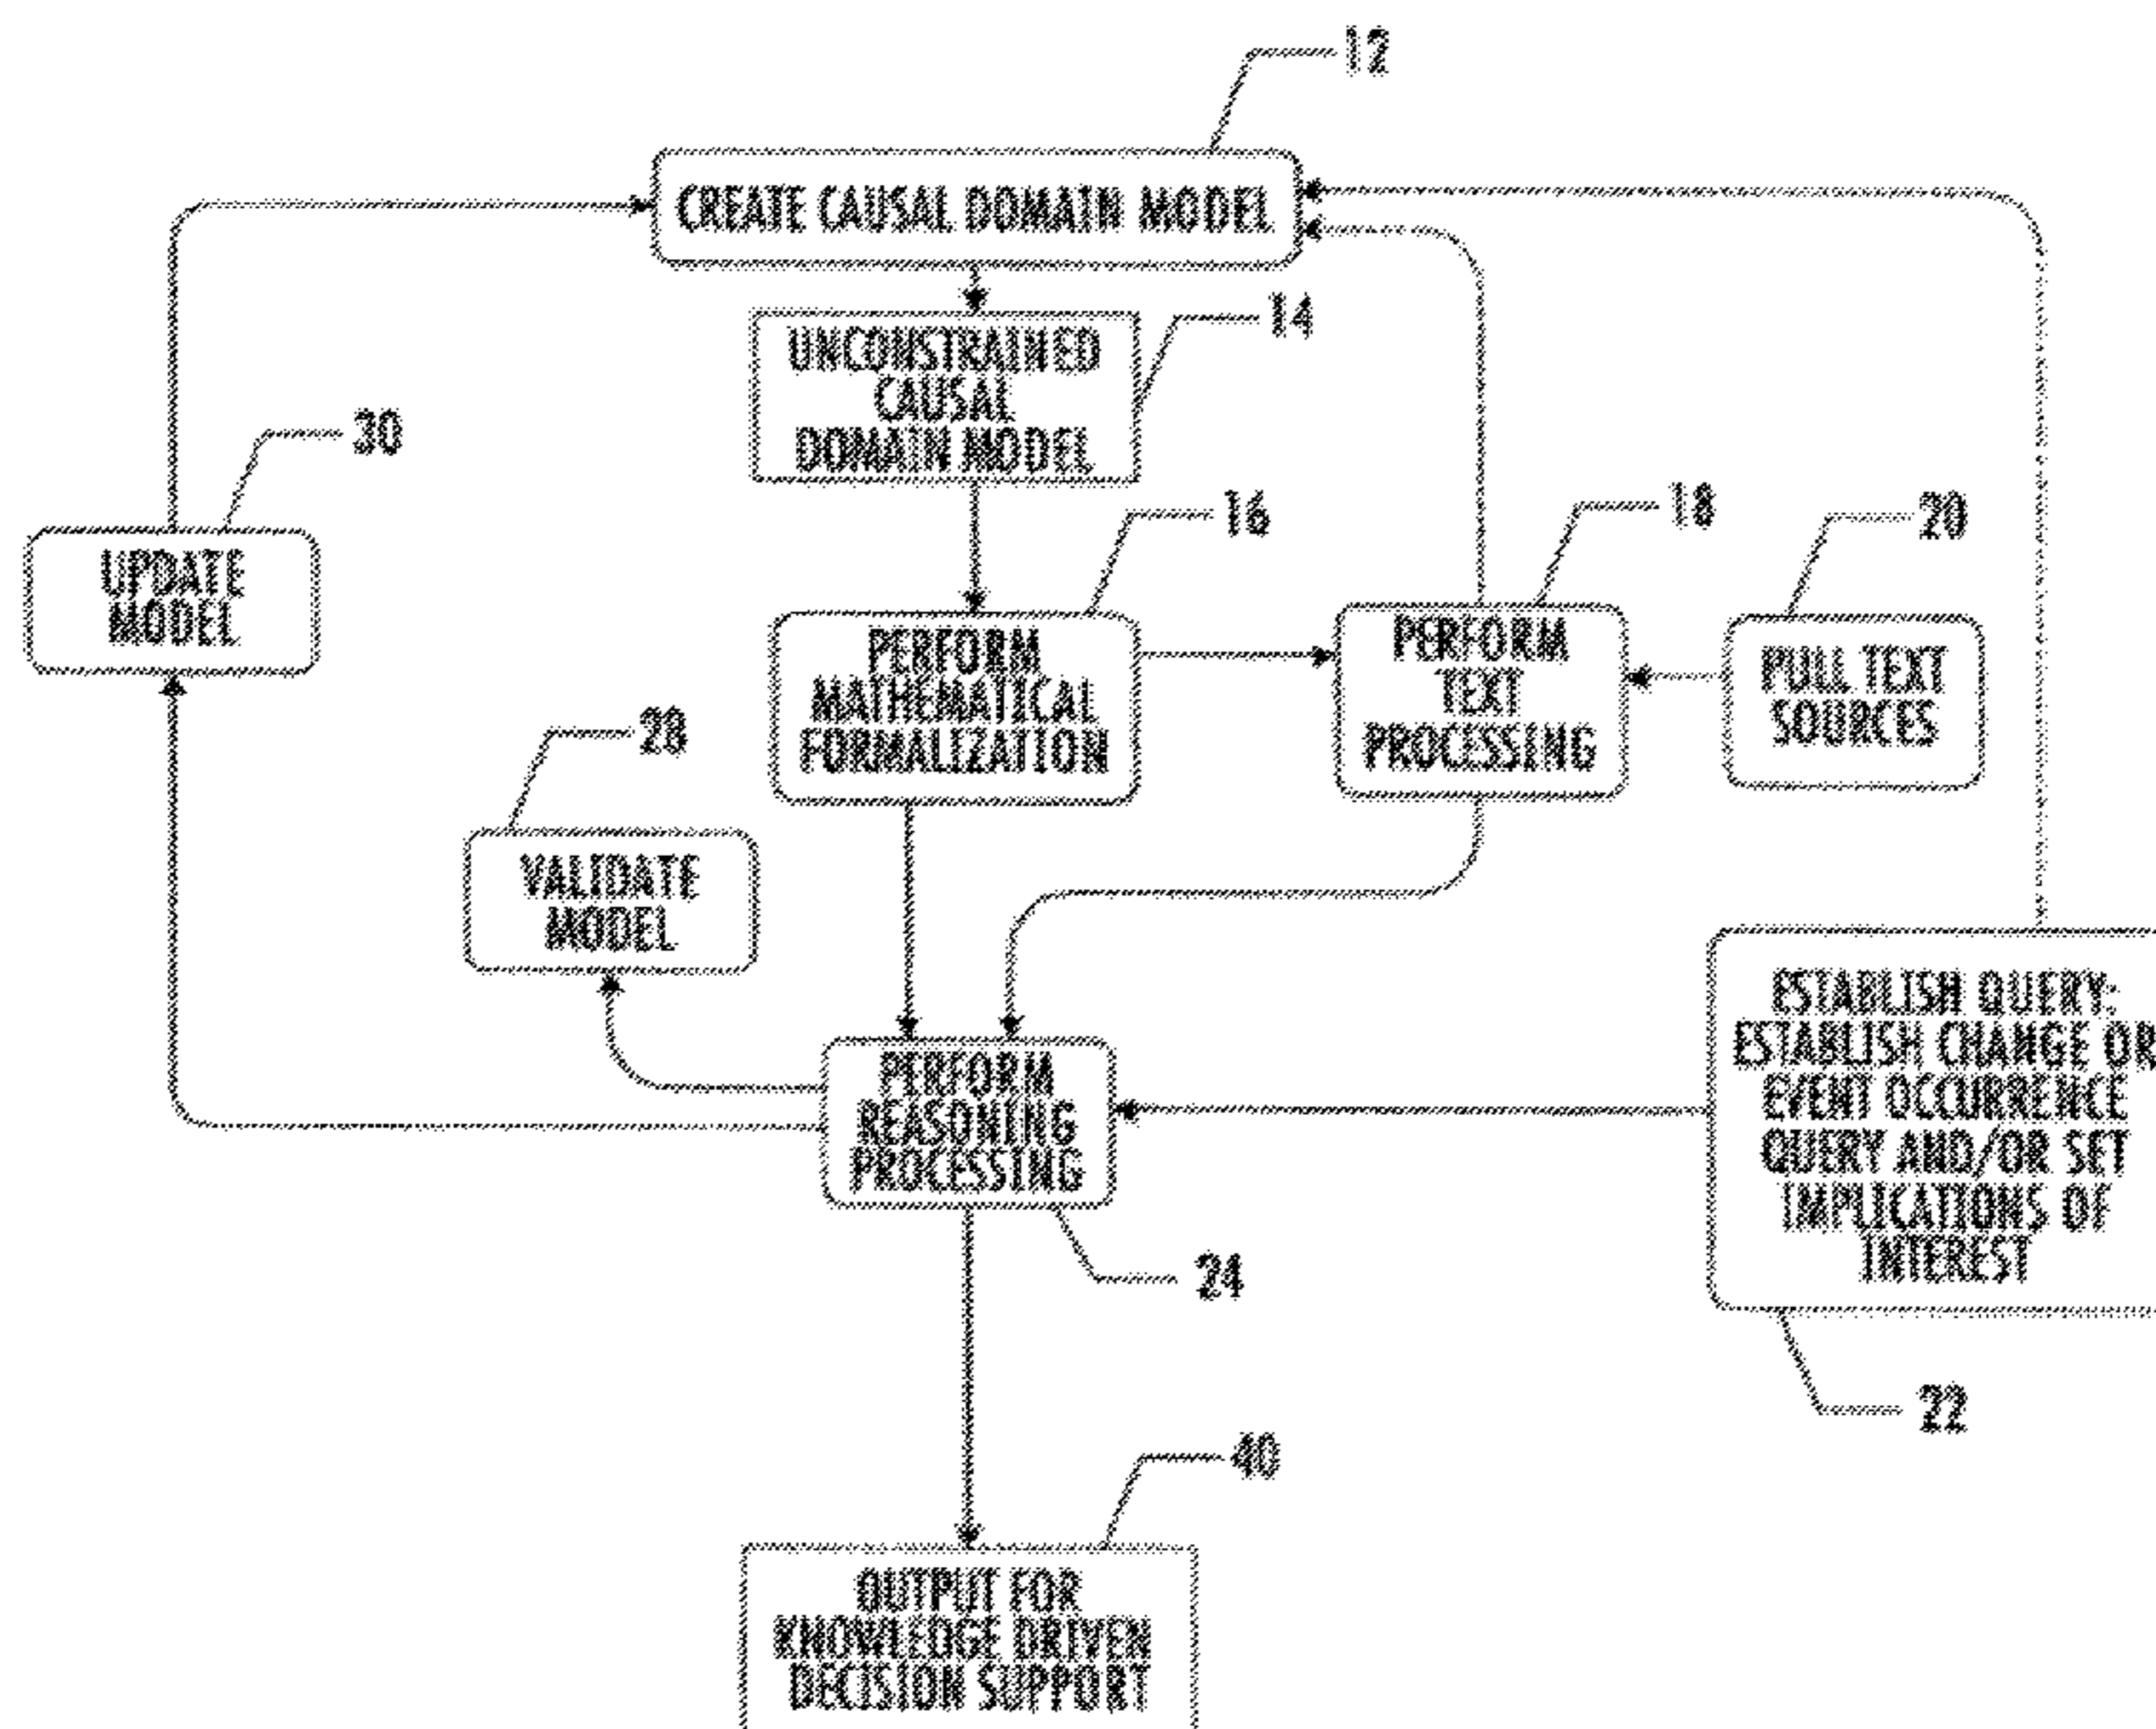 12
CREATE CAUSAL DOMAIN MODEL
14
UNCONSTRAINED
CAUSAL
DOMAIN MODEL
30
UPDATE
MODEL
16
PERFORM
MATHEMATICAL
FORMALIZATION
18
PERFORM
TEXT
PROCESSING
20
PULL TEXT
SOURCES
28
VALIDATE
MODEL
PERFORM
REASONING
PROCESSING
24
ESTABLISH QUERY:
ESTABLISH CHANGE OR
EVENT OCCURRENCE
QUERY AND/OR SET
IMPLICATIONS OF
INTEREST
22
40
OUTPUT FOR
KNOWLEDGE DRIVEN
DECISION SUPPORT